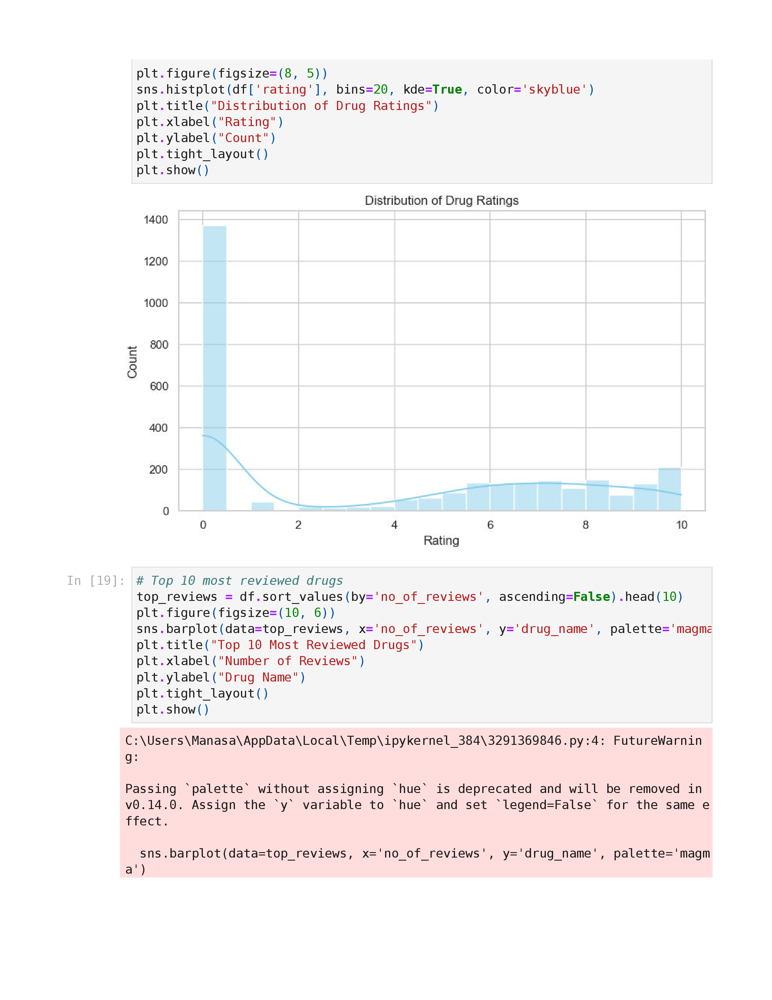 plt.figure(figsize=(8, 5))
sns.histplot(df['rating'], bins=20, kde=True, color='skyblue')
plt.title("Distribution of Drug Ratings")
plt.xlabel("Rating")
plt.ylabel("Count")
plt.tight_layout()
plt.show()
Distribution of Drug Ratings
1400
1200
1000
800
600
400
200
0
Count
0 2 4 6 8 10
Rating
In [19]:
# Top 10 most reviewed drugs
top_reviews = df.sort_values(by='no_of_reviews', ascending=False).head(10)
plt.figure(figsize=(10, 6))
sns.barplot(data=top_reviews, x='no_of_reviews', y='drug_name', palette='magma
plt.title("Top 10 Most Reviewed Drugs")
plt.xlabel("Number of Reviews")
plt.ylabel("Drug Name")
plt.tight_layout()
plt.show()
C:\Users\Manasa\AppData\Local\Temp\ipykernel_384\3291369846.py:4: FutureWarnin
g:
Passing `palette` without assigning `hue` is deprecated and will be removed in
v0.14.0. Assign the `y` variable to `hue` and set `legend=False` for the same e
ffect.
sns.barplot(data=top_reviews, x='no_of_reviews', y='drug_name', palette='magm
a')